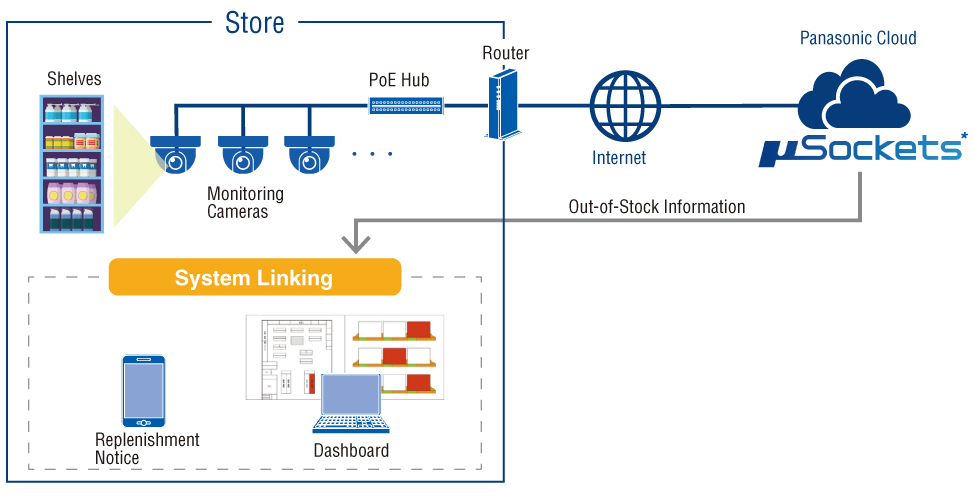 Store
Shelves
PoE Hub
Router
Panasonic Cloud
Internet
µSockets*
Monitoring
Cameras
Out-of-Stock Information
System Linking
Replenishment
Notice
Dashboard